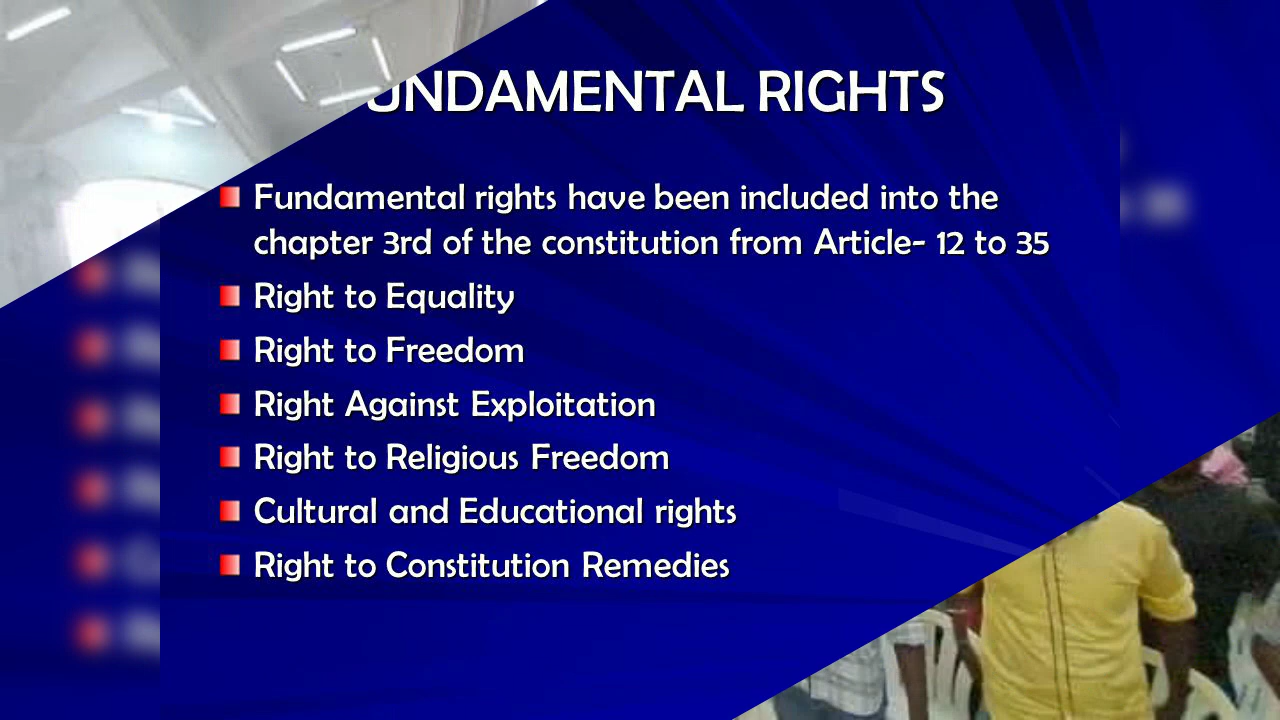 UNDAMENTAL RIGHTS
Fundamental rights have been included into the
chapter 3rd of the constitution from Article- 12 to 35
Right to Equality
Right to Freedom
Right Against Exploitation
Right to Religious Freedom
Cultural and Educational rights
Right to Constitution Remedies